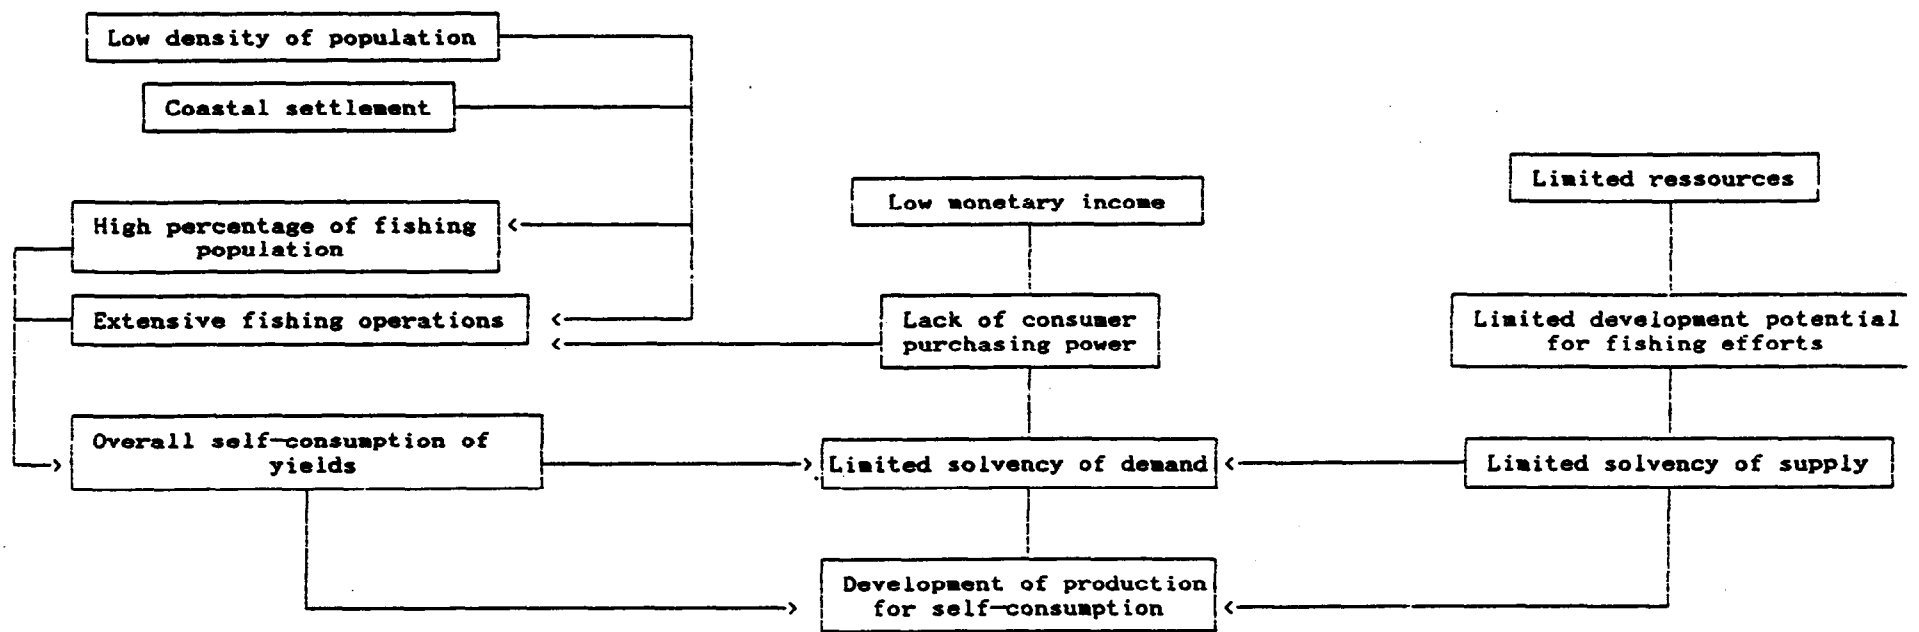 Low density of population
Coastal settlement
High percentage of fishing
population
Extensive fishing operations
Overall self-consumption of
yields
Low monetary income
Lack of consumer
purchasing power
Limited solvency of demand
Development of production
for self-consumption
Limited ressources
Limited development potential
for fishing efforts
Limited solvency of supply